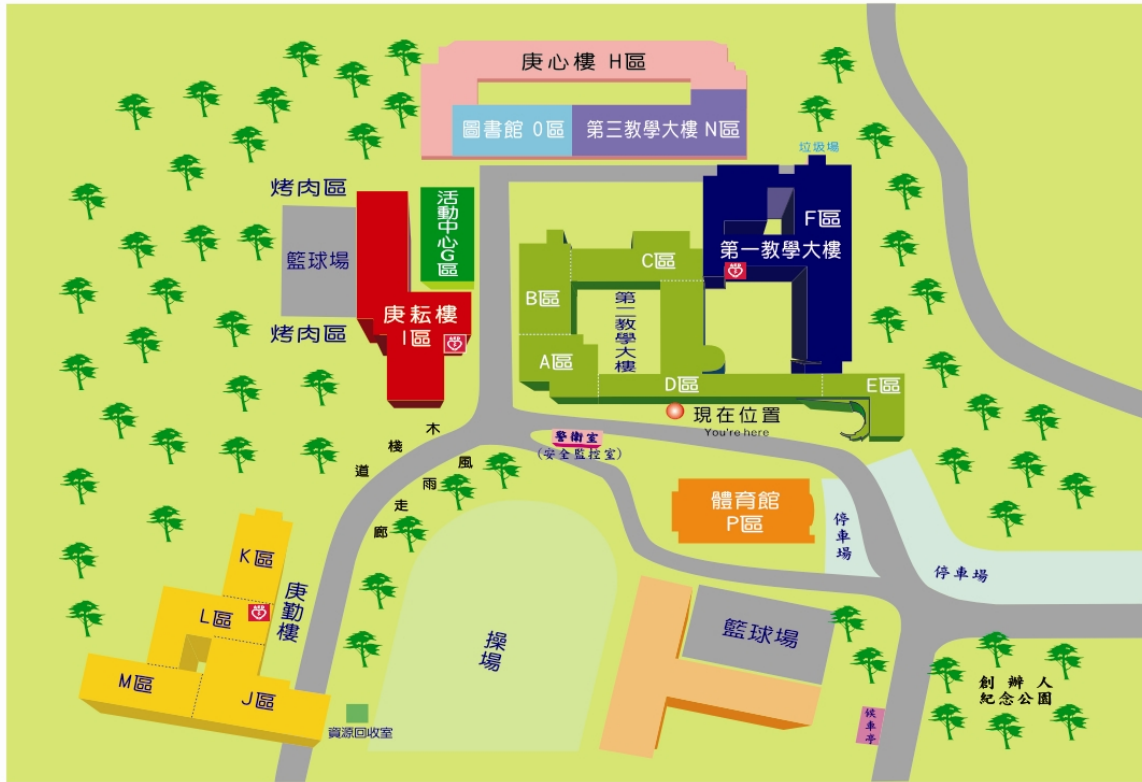 庚心樓 H區
圖書館 O區
第三教學大樓 N區
垃圾場
烤肉區
活動中心G區
F區
第一教學大樓
籃球場
C區
B區
第二教學大樓
庚耘樓
I區
烤肉區
A區
D區
E區
現在位置
You're here
木棧道
風雨走廊
警衛室
(安全監控室)
體育館
P區
停車場
停車場
K區
庚勤樓
L區
M區
J區
操場
籃球場
資源回收室
候車亭
創辦人
紀念公園